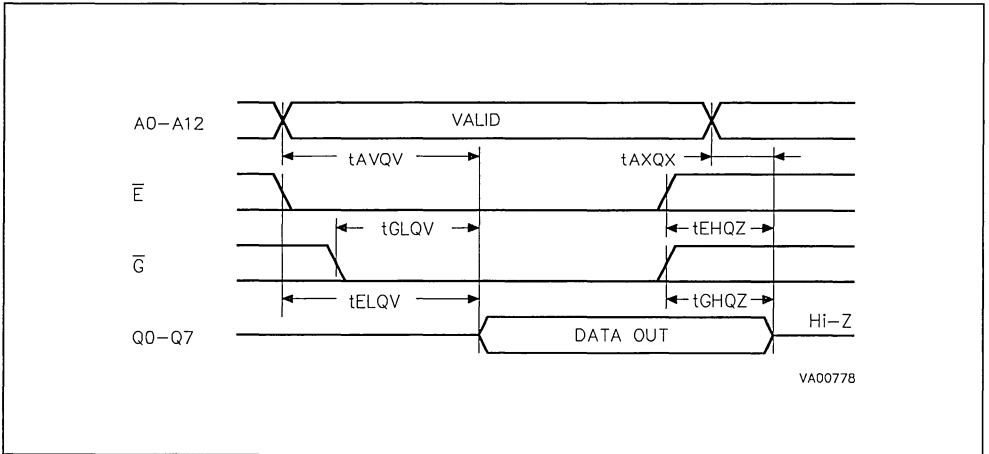 A0-A12
VALID
tAVQV
tAXQX
E
tGLQV
tEHQZ
G
tELQV
tGHQZ
Q0-Q7
DATA OUT
Hi-Z
VA00778